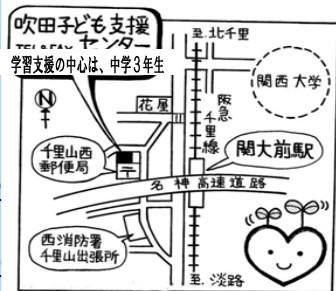 吹田子ども支援
センター
学習支援の中心は、中学3年生
至.北千里
関西大学
花屋
阪急
千里線
N
千里山西
郵便局
〒
関大前駅
名神高速道路
西消防署
千里山出張所
至.淡路